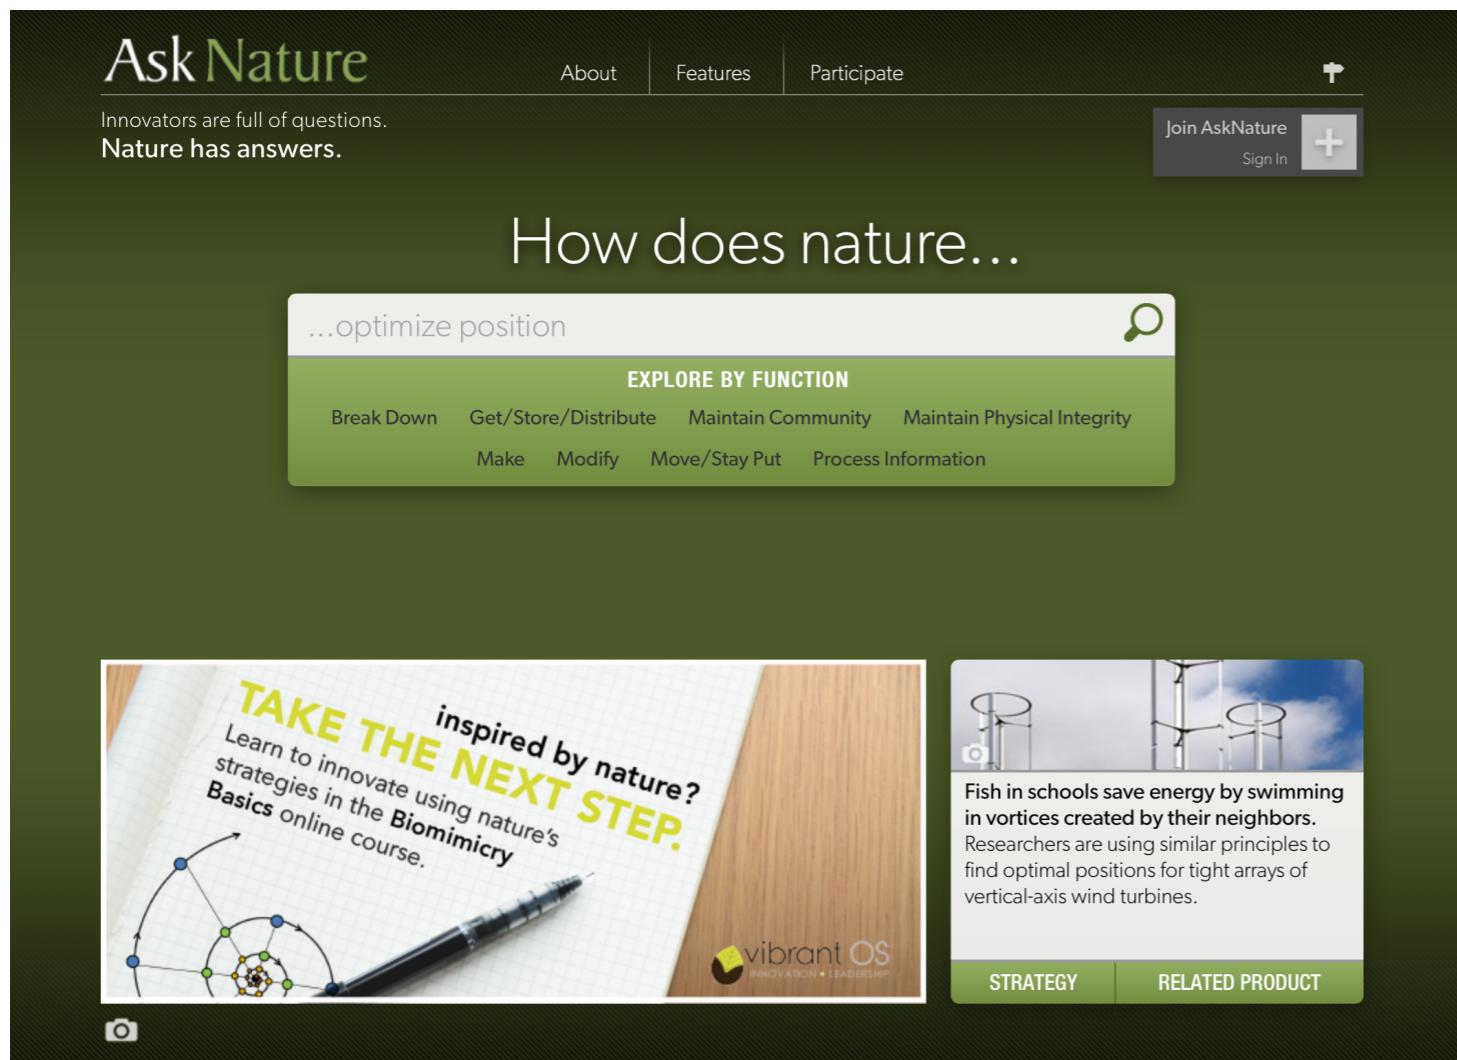 Ask Nature
About
Features
Participate
Innovators are full of questions.
Nature has answers.
Join AskNature
Sign In
How does nature...
...optimize position
EXPLORE BY FUNCTION
Break Down
Get/Store/Distribute
Maintain Community
Maintain Physical Integrity
Make
Modify
Move/Stay Put
Process Information
inspired by nature?
TAKE THE NEXT STEP.
Learn to innovate using nature's
strategies in the Biomimicry
Basics online course.
vibrant OS
INNOVATION • LEADERSHIP
Fish in schools save energy by swimming
in vortices created by their neighbors.
Researchers are using similar principles to
find optimal positions for tight arrays of
vertical-axis wind turbines.
STRATEGY
RELATED PRODUCT